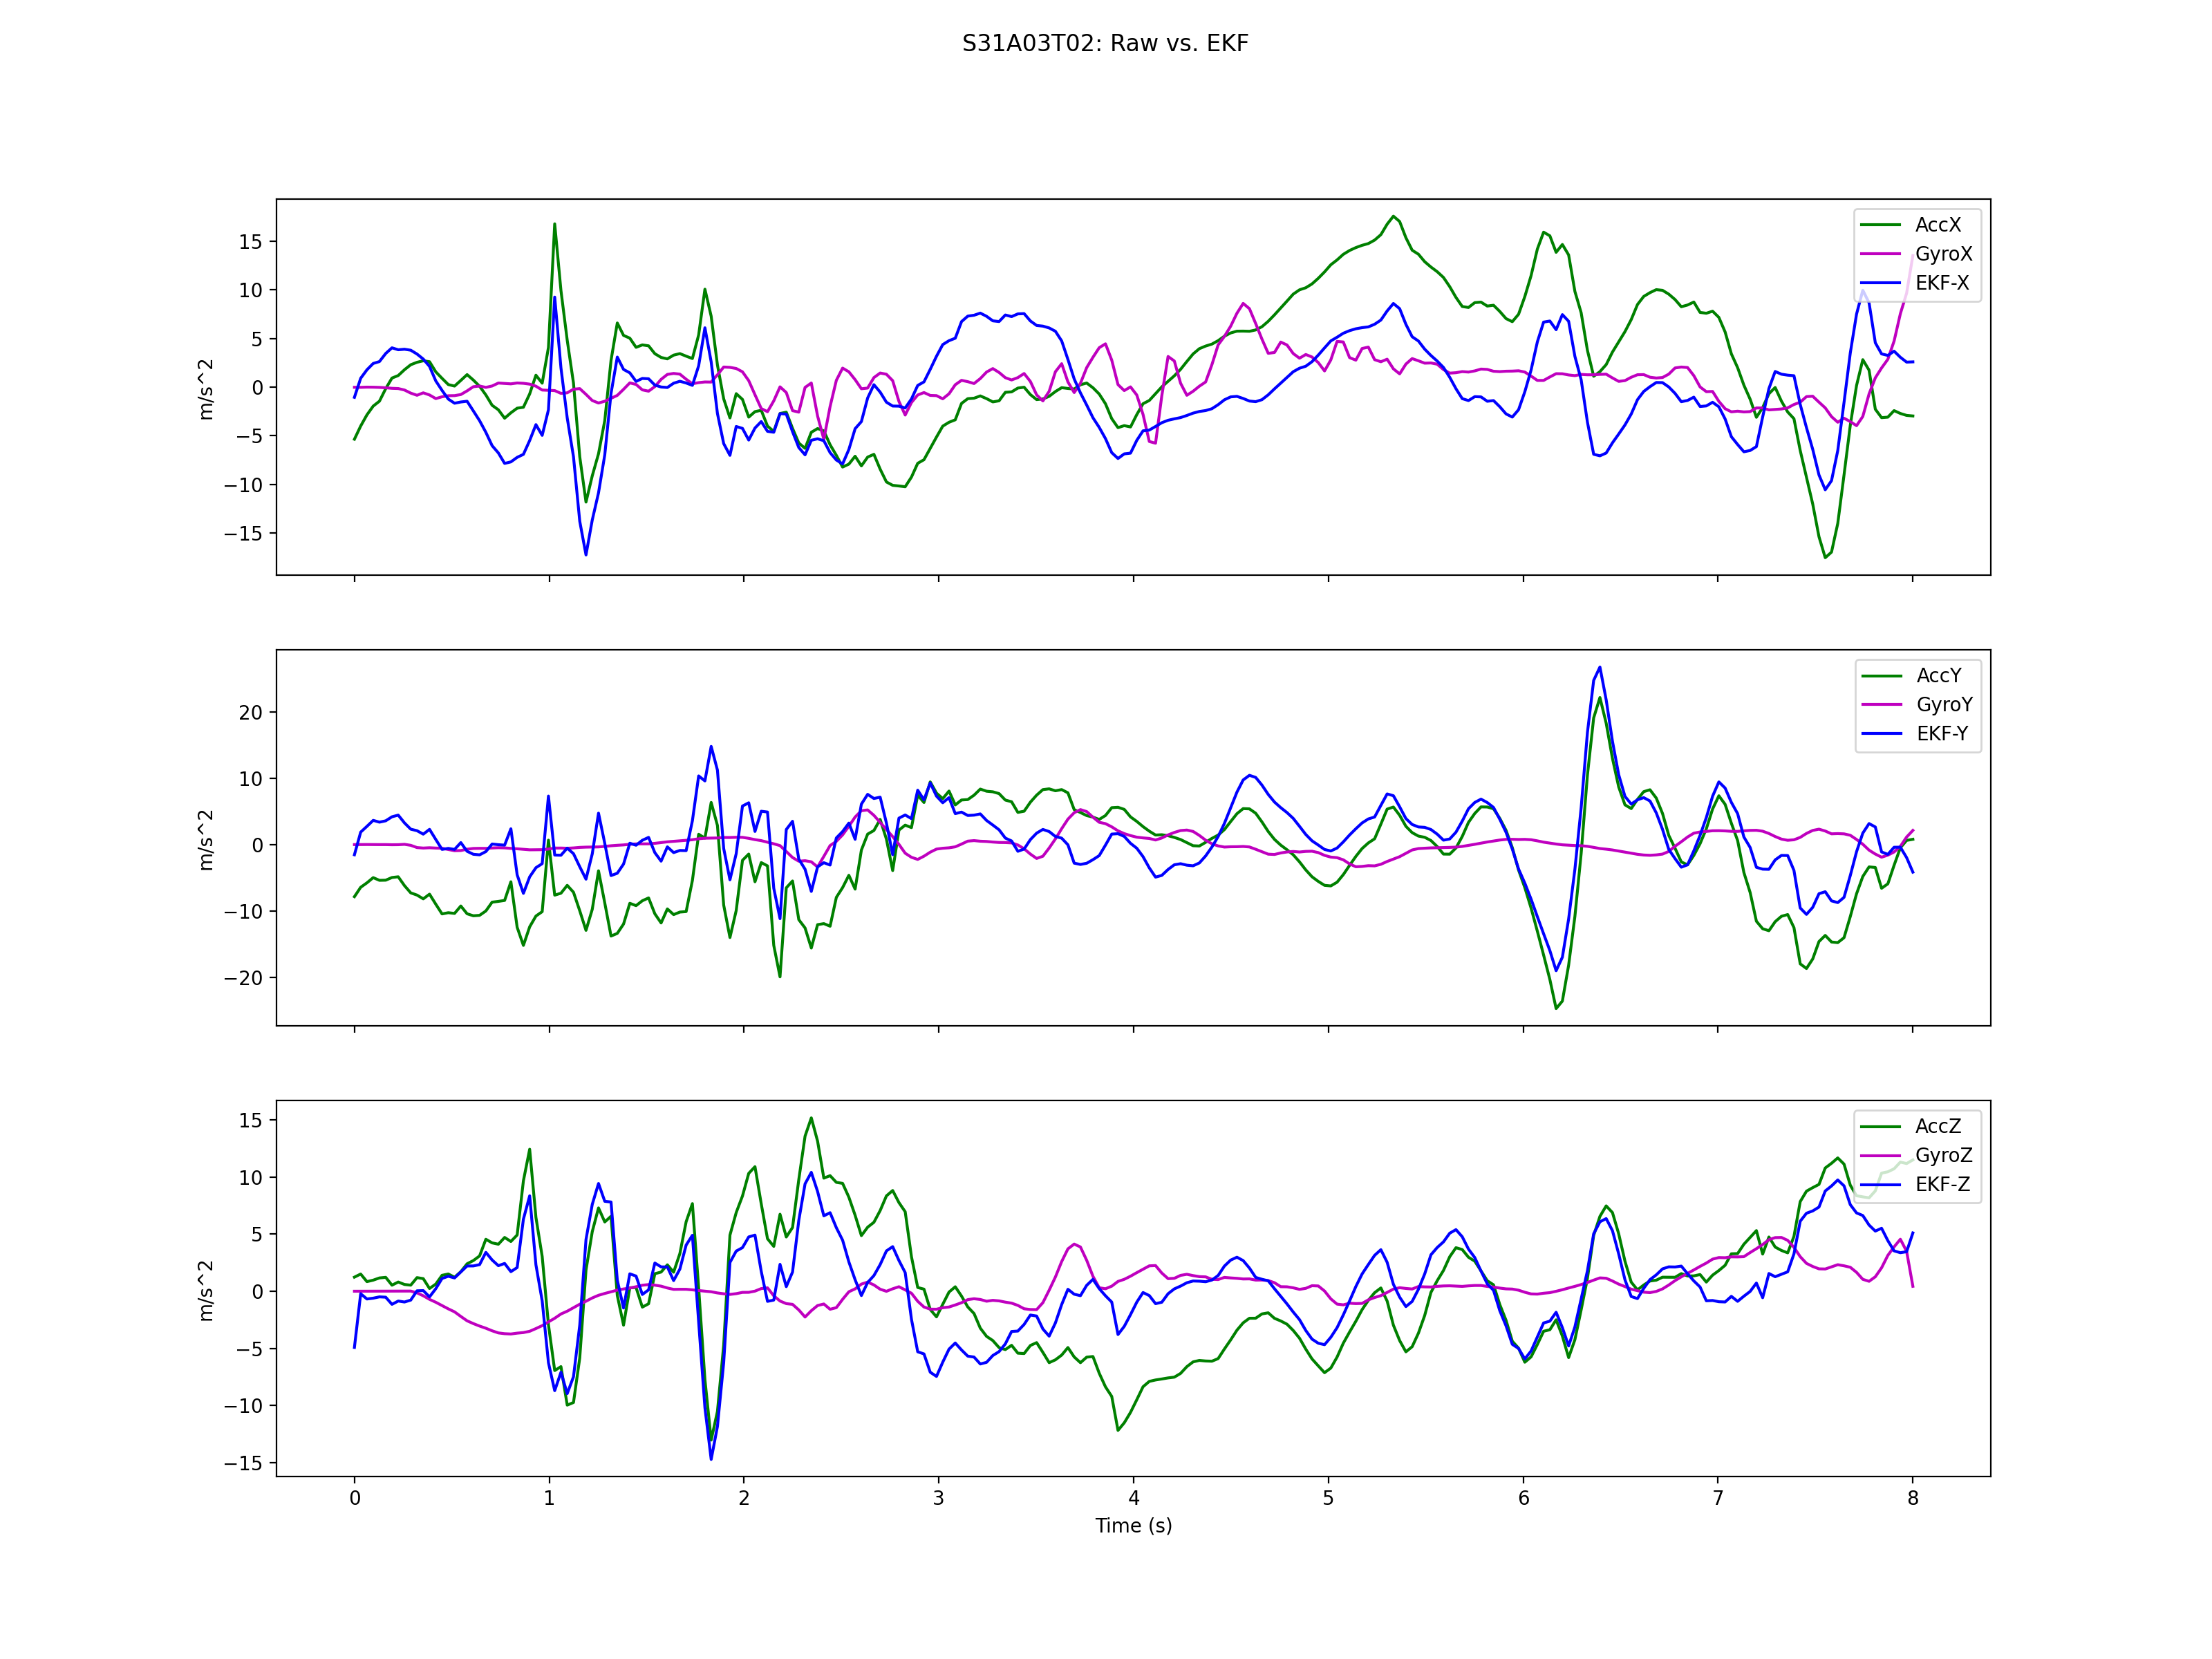 S31A03T02: Raw vs. EKF
15
10
5
0
−5
−10
−15
m/s^2
AccX
GyroX
EKF-X
20
10
0
−10
−20
m/s^2
AccY
GyroY
EKF-Y
15
10
5
0
−5
−10
−15
m/s^2
AccZ
GyroZ
EKF-Z
0 1 2 3 4 5 6 7 8
Time (s)